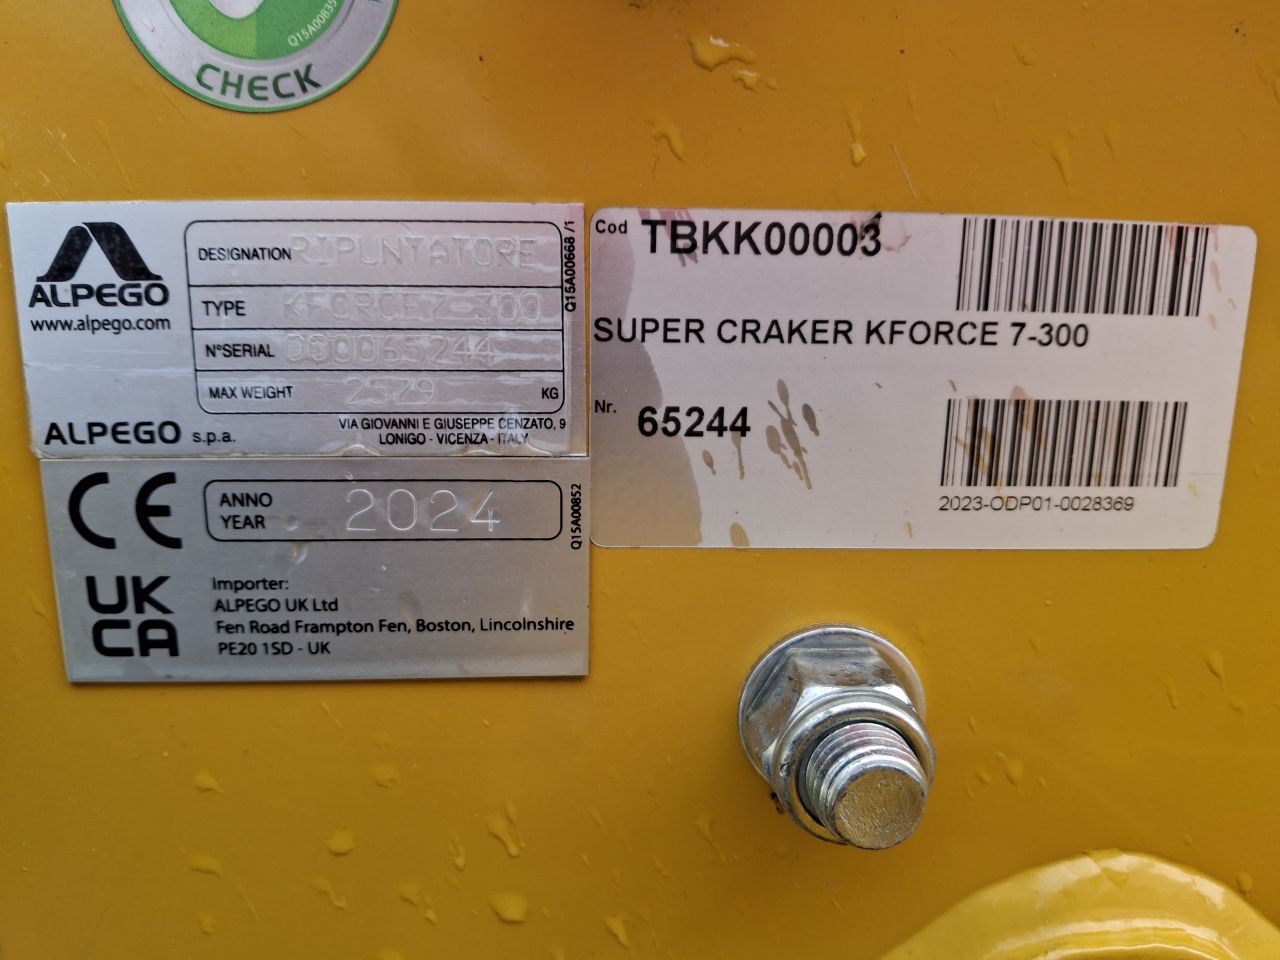 Q15A00835
CHECK
ALPEGO
www.alpego.com
DESIGNATION RIPUNTATORE
TYPE KFORCE7-300
N°SERIAL 000065244
MAX WEIGHT 2579 KG
Q15A00668 /1
ALPEGO s.p.a.
VIA GIOVANNI E GIUSEPPE CENZATO, 9
LONIGO - VICENZA - ITALY
CE
ANNO
YEAR
2024
Q15A00852
UK
CA
Importer:
ALPEGO UK Ltd
Fen Road Frampton Fen, Boston, Lincolnshire
PE20 1SD - UK
Cod TBKK00003
SUPER CRAKER KFORCE 7-300
Nr. 65244
2023-ODP01-0028369